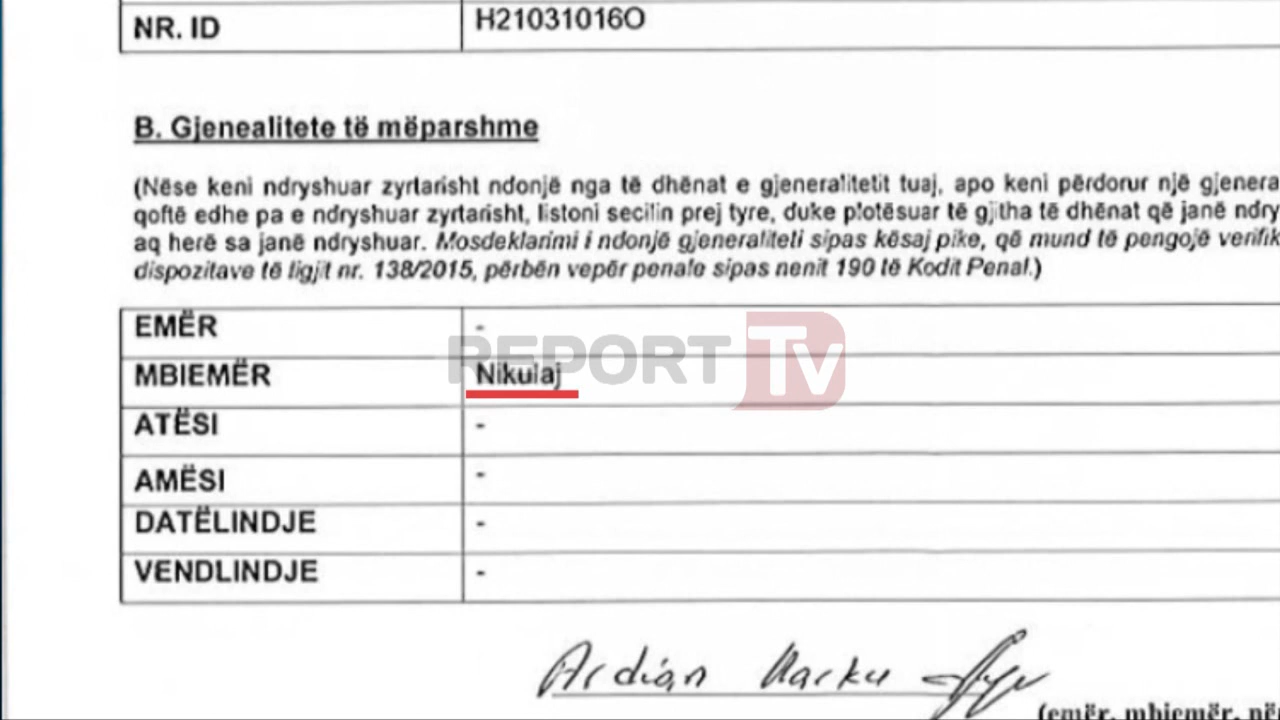 NR. ID
H21031016O
B. Gjenealitete të mëparshme
(Nëse keni ndryshuar zyrtarisht ndonjë nga të dhënat e gjeneralitetit tuaj, apo keni përdorur një gjenera
qoftë edhe pa e ndryshuar zyrtarisht, listoni secilin prej tyre, duke plotësuar të gjitha të dhënat që janë ndry
aq herë sa janë ndryshuar. Mosdeklarimi i ndonjë gjeneraliteti sipas kësaj pike, që mund të pengojë verifik
dispozitave të ligjit nr. 138/2015, përbën vepër penale sipas nenit 190 të Kodit Penal.)
EMËR
-
REPORT Tv
MBIEMËR
Nikulaj
ATËSI
-
AMËSI
-
DATËLINDJE
-
VENDLINDJE
-
Ardian Marku
(emër, mbiemër, në